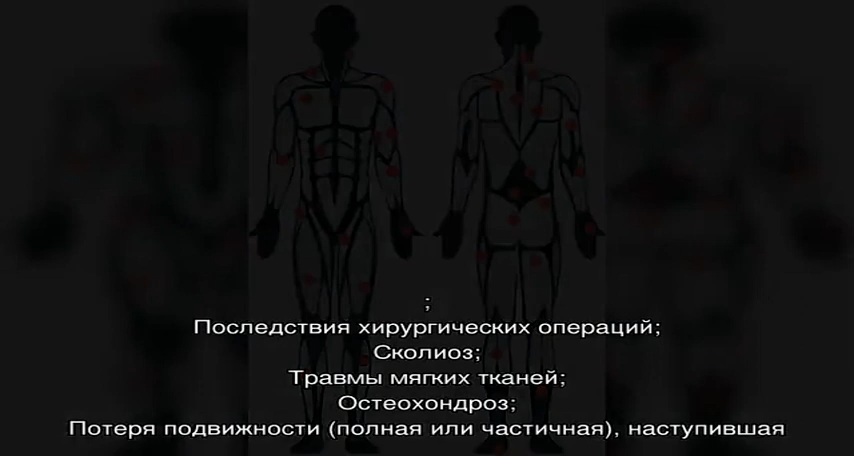 ;
Последствия хирургических операций;
Сколиоз;
Травмы мягких тканей;
Остеохондроз;
Потеря подвижности (полная или частичная), наступившая